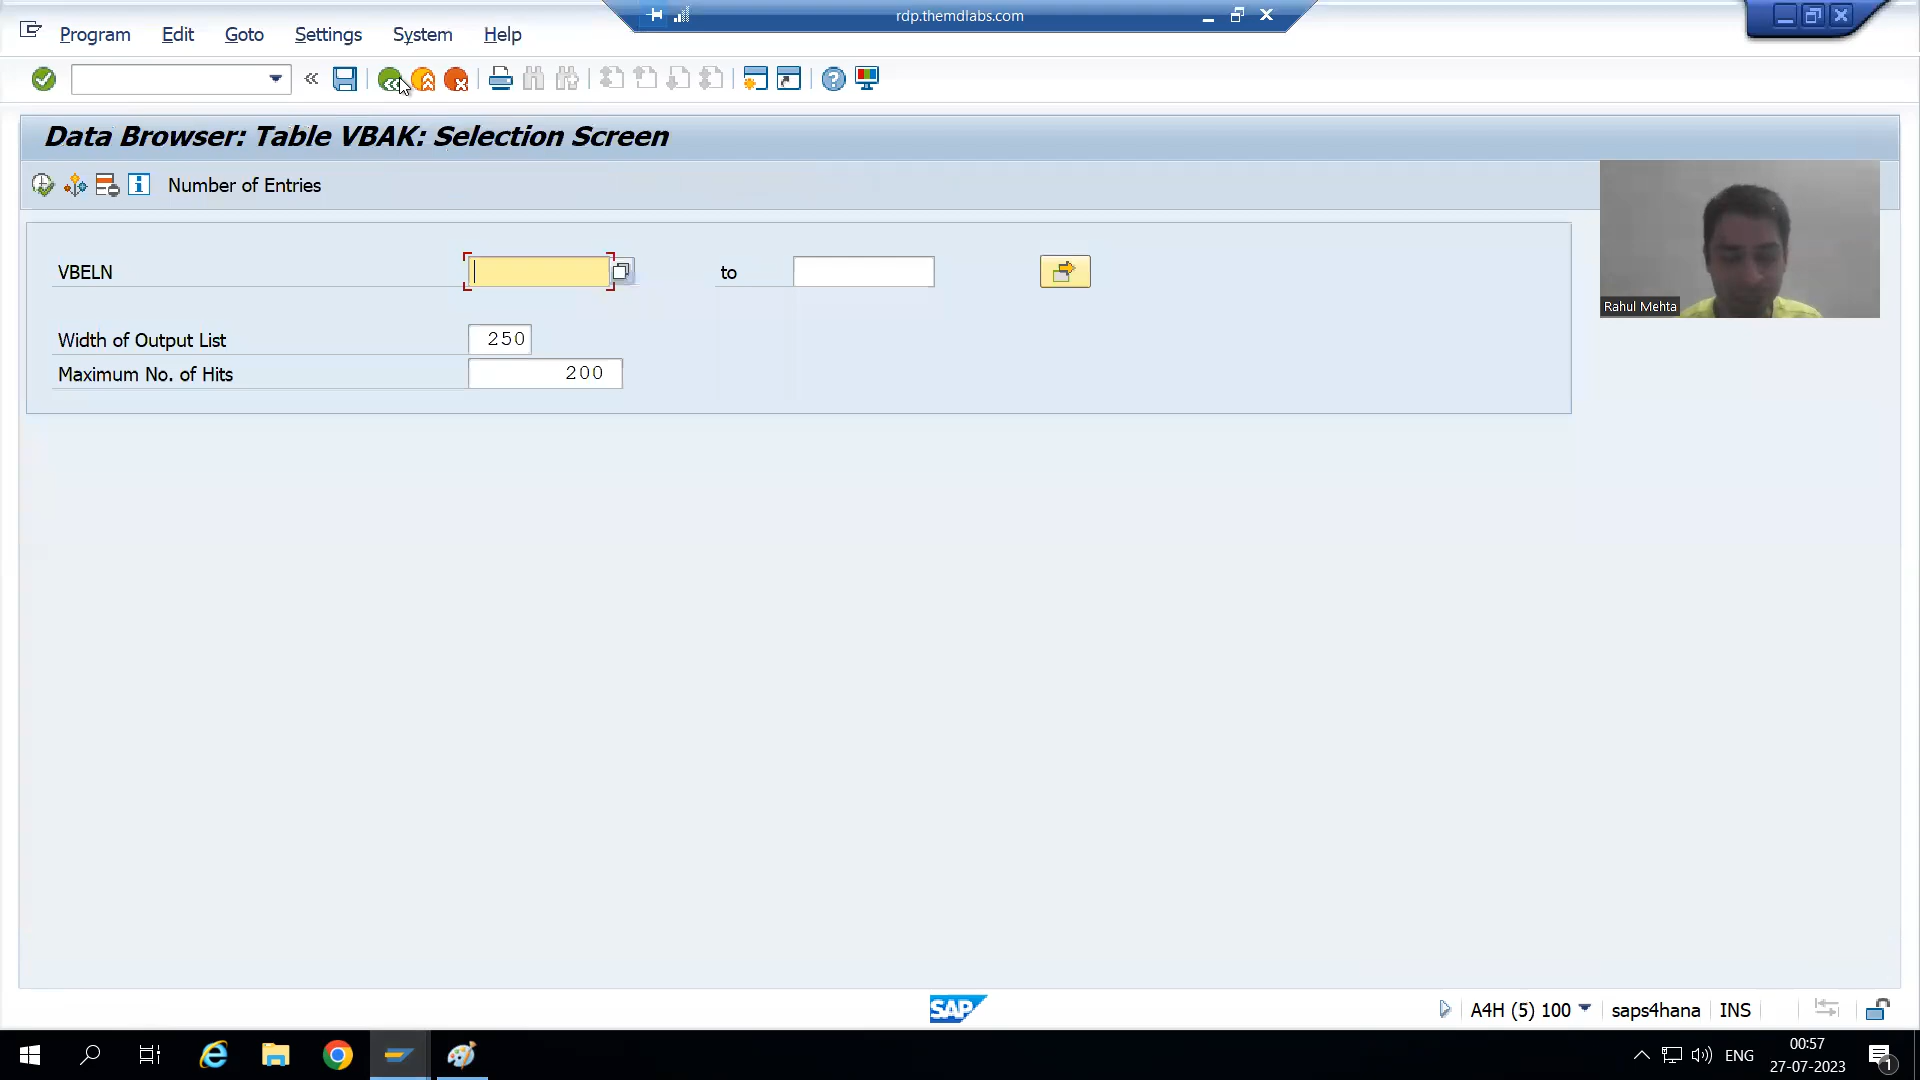 rdp.themdlabs.com
Program Edit Goto Settings System Help
Data Browser: Table VBAK: Selection Screen
Number of Entries
VBELN to
Width of Output List 250
Maximum No. of Hits 200
Rahul Mehta
SAP
A4H (5) 100 saps4hana INS
ENG
00:57
27-07-2023
1